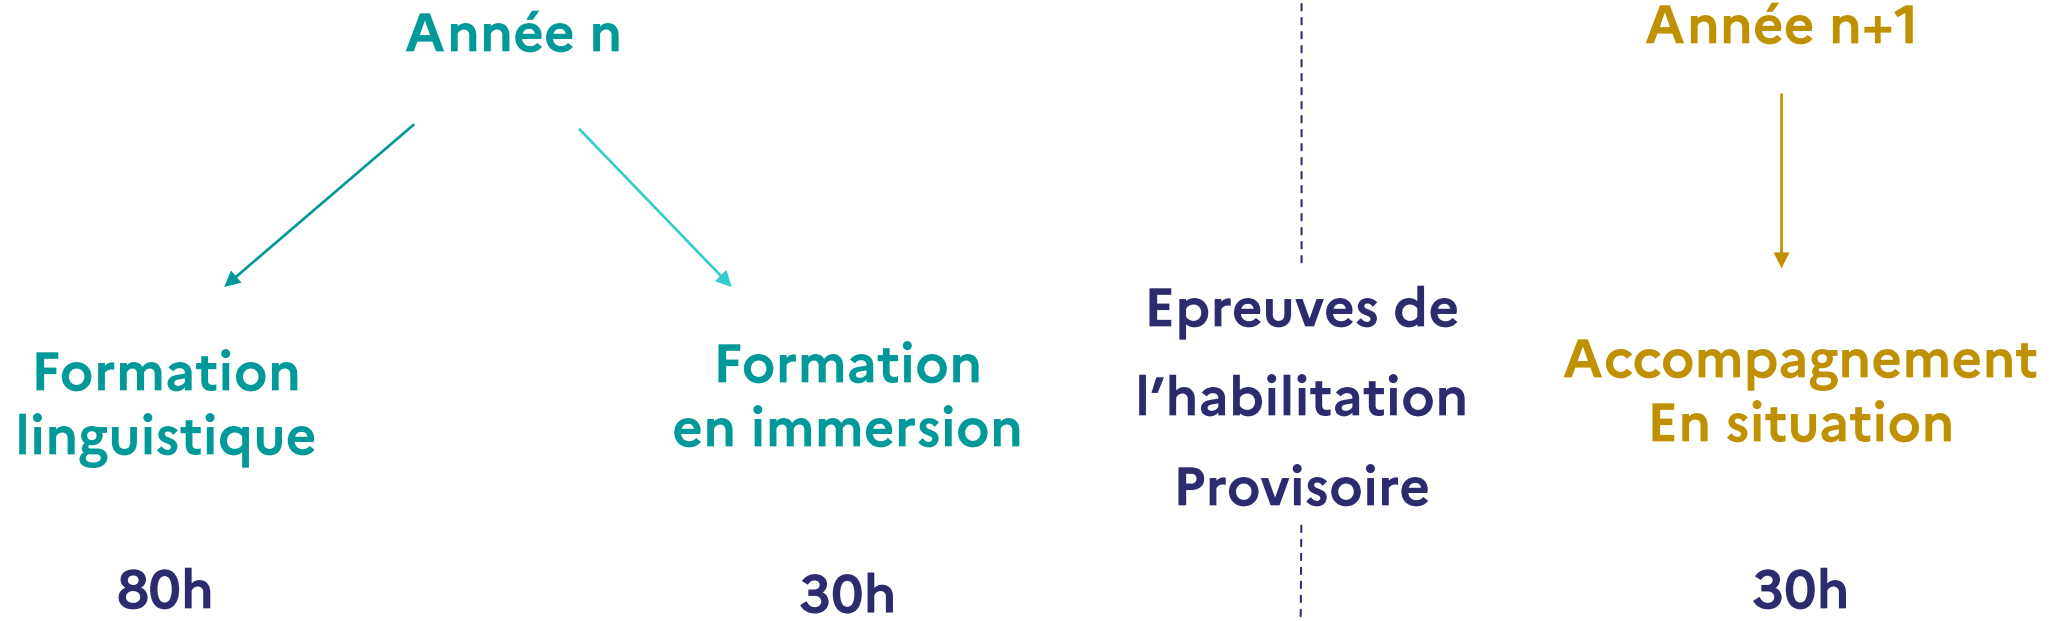 Année n
Formation
linguistique
80h
Formation
en immersion
30h
Epreuves de
l’habilitation
Provisoire
Année n+1
Accompagnement
En situation
30h